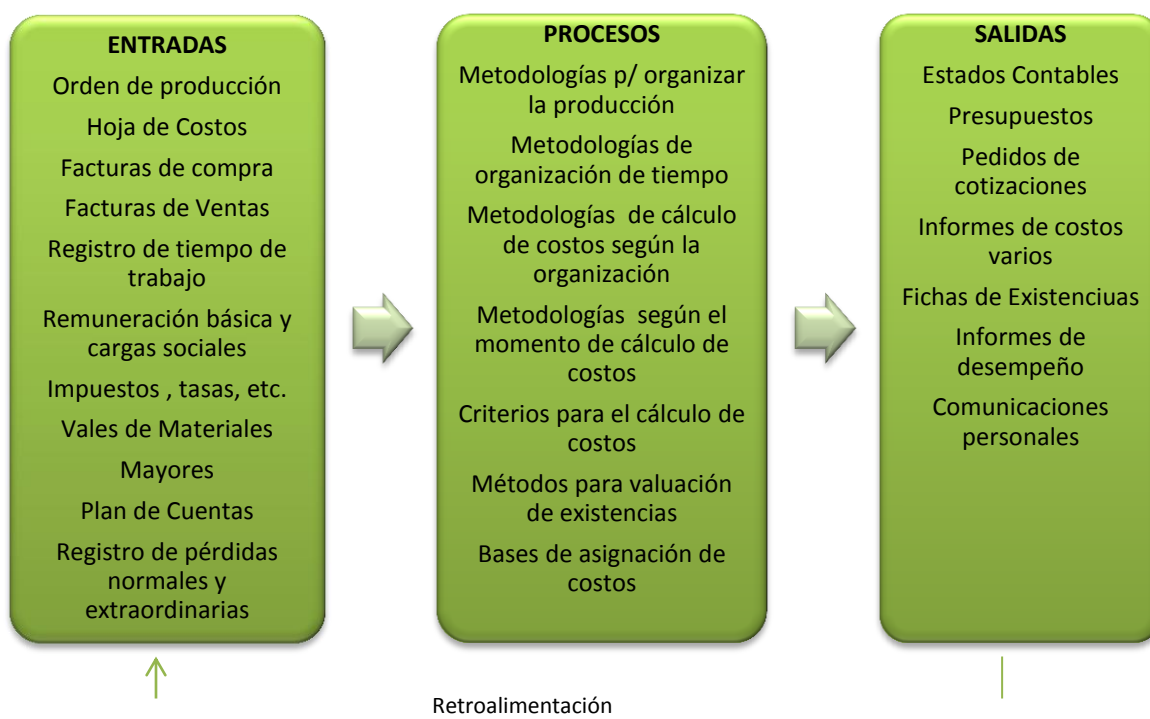 ENTRADAS
Orden de producción
Hoja de Costos
Facturas de compra
Facturas de Ventas
Registro de tiempo de
trabajo
Remuneración básica y
cargas sociales
Impuestos , tasas, etc.
Vales de Materiales
Mayores
Plan de Cuentas
Registro de pérdidas
normales y
extraordinarias
PROCESOS
Metodologías p/ organizar
la producción
Metodologías de
organización de tiempo
Metodologías de cálculo
de costos según la
organización
Metodologías según el
momento de cálculo de
costos
Criterios para el cálculo de
costos
Métodos para valuación
de existencias
Bases de asignación de
costos
SALIDAS
Estados Contables
Presupuestos
Pedidos de
cotizaciones
Informes de costos
varios
Fichas de Existenciuas
Informes de
desempeño
Comunicaciones
personales
Retroalimentación